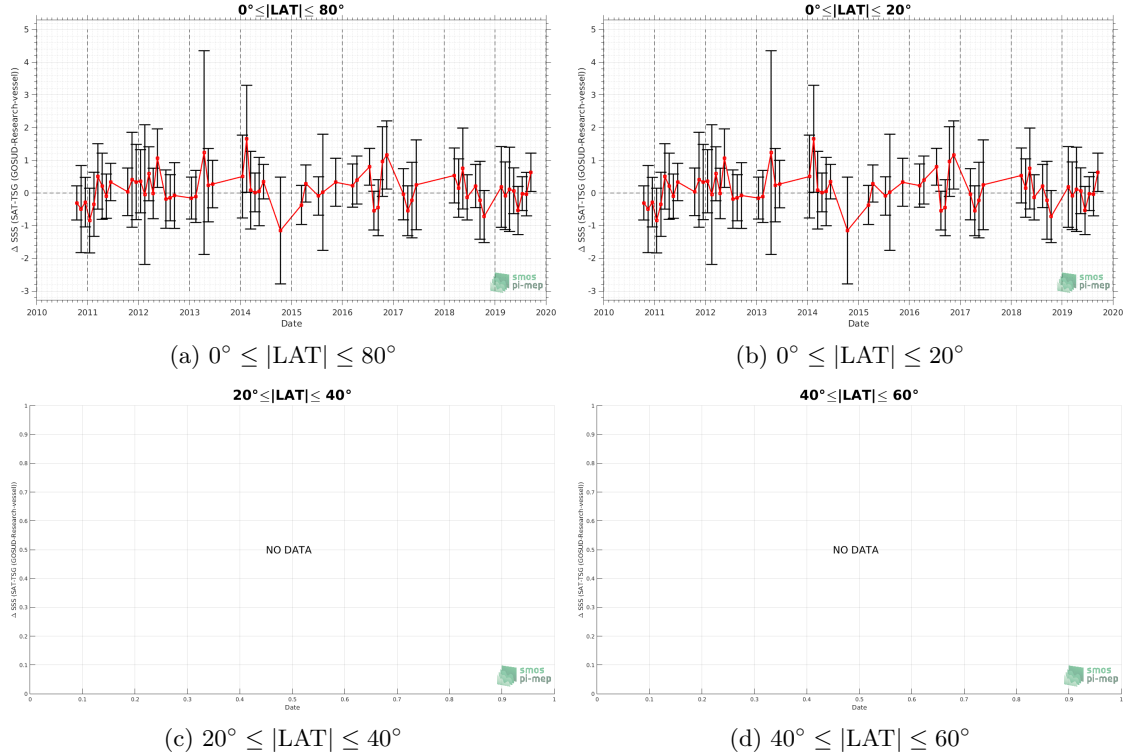 0°≤|LAT|≤ 80°
Δ SSS (SAT-TSG (GOSUD-Research-vessel))
5
4
3
2
1
0
-1
-2
-3
2010 2011 2012 2013 2014 2015 2016 2017 2018 2019 2020
Date
smos
pi-mep
(a) 0° ≤ |LAT| ≤ 80°
0°≤|LAT|≤ 20°
Δ SSS (SAT-TSG (GOSUD-Research-vessel))
5
4
3
2
1
0
-1
-2
-3
2010 2011 2012 2013 2014 2015 2016 2017 2018 2019 2020
Date
smos
pi-mep
(b) 0° ≤ |LAT| ≤ 20°
20°≤|LAT|≤ 40°
Δ SSS (SAT-TSG (GOSUD-Research-vessel))
1
0.9
0.8
0.7
0.6
0.5
0.4
0.3
0.2
0.1
0
NO DATA
0 0.1 0.2 0.3 0.4 0.5 0.6 0.7 0.8 0.9 1
Date
smos
pi-mep
(c) 20° ≤ |LAT| ≤ 40°
40°≤|LAT|≤ 60°
Δ SSS (SAT-TSG (GOSUD-Research-vessel))
1
0.9
0.8
0.7
0.6
0.5
0.4
0.3
0.2
0.1
0
NO DATA
0 0.1 0.2 0.3 0.4 0.5 0.6 0.7 0.8 0.9 1
Date
smos
pi-mep
(d) 40° ≤ |LAT| ≤ 60°